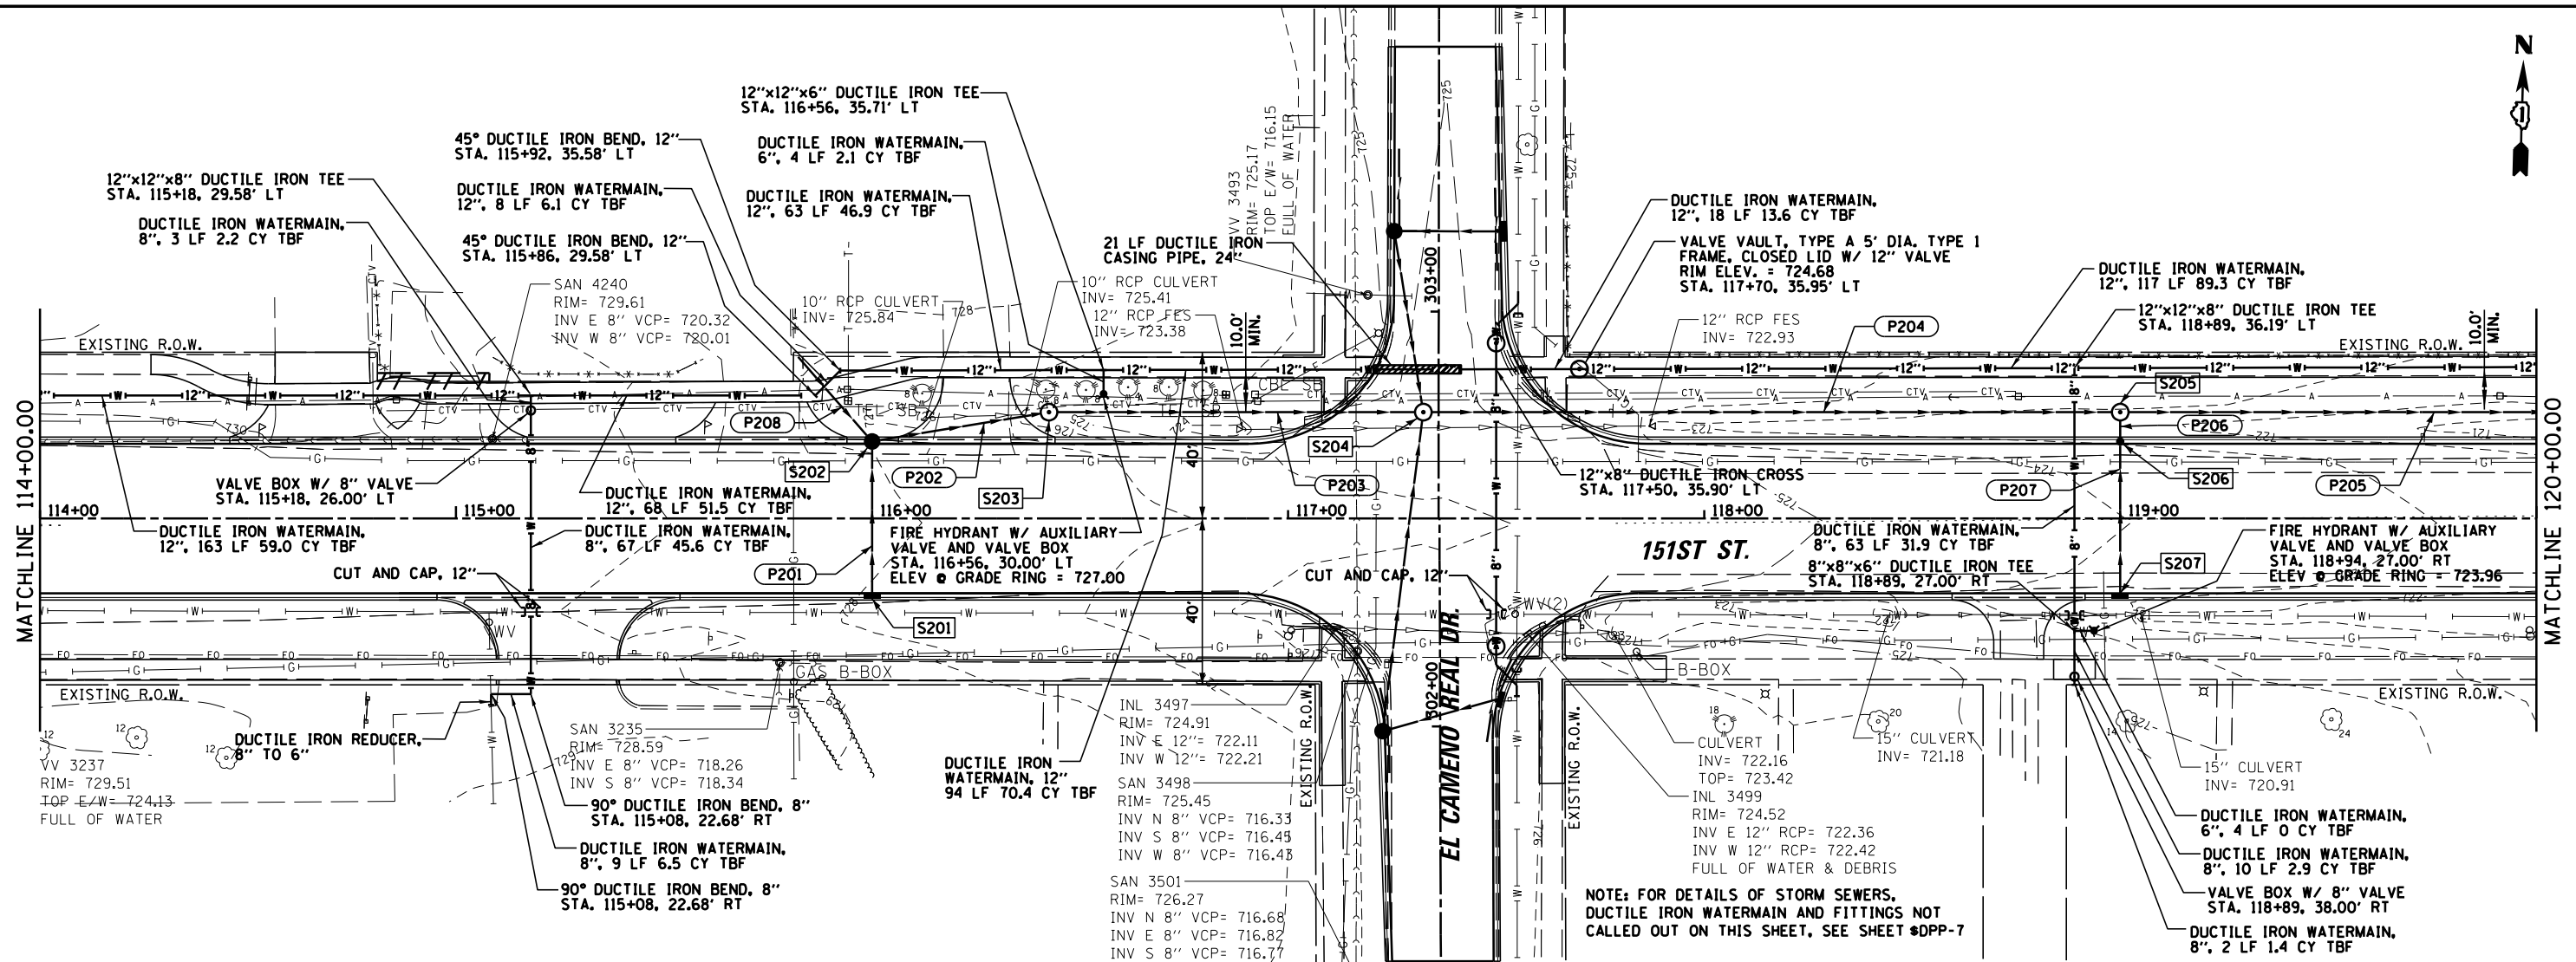 N
12''x12''x6'' DUCTILE IRON TEE
STA. 116+56, 35.71' LT
45° DUCTILE IRON BEND, 12''
STA. 115+92, 35.58' LT
DUCTILE IRON WATERMAIN,
6'', 4 LF 2.1 CY TBF
12''x12''x8'' DUCTILE IRON TEE
STA. 115+18, 29.58' LT
DUCTILE IRON WATERMAIN,
12'', 8 LF 6.1 CY TBF
DUCTILE IRON WATERMAIN,
12'', 63 LF 46.9 CY TBF
DUCTILE IRON WATERMAIN,
8'', 3 LF 2.2 CY TBF
45° DUCTILE IRON BEND, 12''
STA. 115+86, 29.58' LT
VV 3493
RIM= 725.17
TOP E/W= 716.15
FULL OF WATER
21 LF DUCTILE IRON
CASING PIPE, 24''
DUCTILE IRON WATERMAIN,
12'', 18 LF 13.6 CY TBF
VALVE VAULT, TYPE A 5' DIA. TYPE 1
FRAME, CLOSED LID W/ 12'' VALVE
RIM ELEV. = 724.68
STA. 117+70, 35.95' LT
DUCTILE IRON WATERMAIN,
12'', 117 LF 89.3 CY TBF
12''x12''x8'' DUCTILE IRON TEE
STA. 118+89, 36.19' LT
SAN 4240
RIM= 729.61
INV E 8'' VCP= 720.32
INV W 8'' VCP= 720.01
10'' RCP CULVERT
INV= 725.84
10'' RCP CULVERT
INV= 725.41
12'' RCP FES
INV= 723.38
10.0'
MIN.
303+00
12'' RCP FES
INV= 722.93
P204
10.0'
MIN.
EXISTING R.O.W.
EXISTING R.O.W.
S205
P208
P206
S204
S202
P202
S203
P203
40'
12''x8'' DUCTILE IRON CROSS
STA. 117+50, 35.90' LT
P207
S206
P205
VALVE BOX W/ 8'' VALVE
STA. 115+18, 26.00' LT
DUCTILE IRON WATERMAIN,
12'', 68 LF 51.5 CY TBF
MATCHLINE 114+00.00
MATCHLINE 120+00.00
114+00
115+00
116+00
117+00
118+00
119+00
DUCTILE IRON WATERMAIN,
12'', 163 LF 59.0 CY TBF
DUCTILE IRON WATERMAIN,
8'', 67 LF 45.6 CY TBF
FIRE HYDRANT W/ AUXILIARY
VALVE AND VALVE BOX
STA. 116+56, 30.00' LT
ELEV @ GRADE RING = 727.00
151ST ST.
DUCTILE IRON WATERMAIN,
8'', 63 LF 31.9 CY TBF
8''x8''x6'' DUCTILE IRON TEE
STA. 118+89, 27.00' RT
FIRE HYDRANT W/ AUXILIARY
VALVE AND VALVE BOX
STA. 118+94, 27.00' RT
ELEV @ GRADE RING = 723.96
CUT AND CAP, 12''
P201
CUT AND CAP, 12''
S207
S201
40'
WV
WV(2)
GAS B-BOX
B-BOX
302+00
EL CAMENO REAL DR.
EXISTING R.O.W.
EXISTING R.O.W.
EXISTING R.O.W.
EXISTING R.O.W.
DUCTILE IRON REDUCER,
8'' TO 6''
VV 3237
RIM= 729.51
TOP E/W= 724.13
FULL OF WATER
SAN 3235
RIM= 728.59
INV E 8'' VCP= 718.26
INV S 8'' VCP= 718.34
90° DUCTILE IRON BEND, 8''
STA. 115+08, 22.68' RT
DUCTILE IRON WATERMAIN,
8'', 9 LF 6.5 CY TBF
90° DUCTILE IRON BEND, 8''
STA. 115+08, 22.68' RT
DUCTILE IRON
WATERMAIN, 12''
94 LF 70.4 CY TBF
INL 3497
RIM= 724.91
INV E 12''= 722.11
INV W 12''= 722.21
SAN 3498
RIM= 725.45
INV N 8'' VCP= 716.33
INV S 8'' VCP= 716.45
INV W 8'' VCP= 716.43
SAN 3501
RIM= 726.27
INV N 8'' VCP= 716.68
INV E 8'' VCP= 716.82
INV S 8'' VCP= 716.77
CULVERT
INV= 722.16
TOP= 723.42
INL 3499
RIM= 724.52
INV E 12'' RCP= 722.36
INV W 12'' RCP= 722.42
FULL OF WATER & DEBRIS
15'' CULVERT
INV= 721.18
15'' CULVERT
INV= 720.91
NOTE: FOR DETAILS OF STORM SEWERS,
DUCTILE IRON WATERMAIN AND FITTINGS NOT
CALLED OUT ON THIS SHEET, SEE SHEET $DPP-7
DUCTILE IRON WATERMAIN,
6'', 4 LF 0 CY TBF
DUCTILE IRON WATERMAIN,
8'', 10 LF 2.9 CY TBF
VALVE BOX W/ 8'' VALVE
STA. 118+89, 38.00' RT
DUCTILE IRON WATERMAIN,
8'', 2 LF 1.4 CY TBF